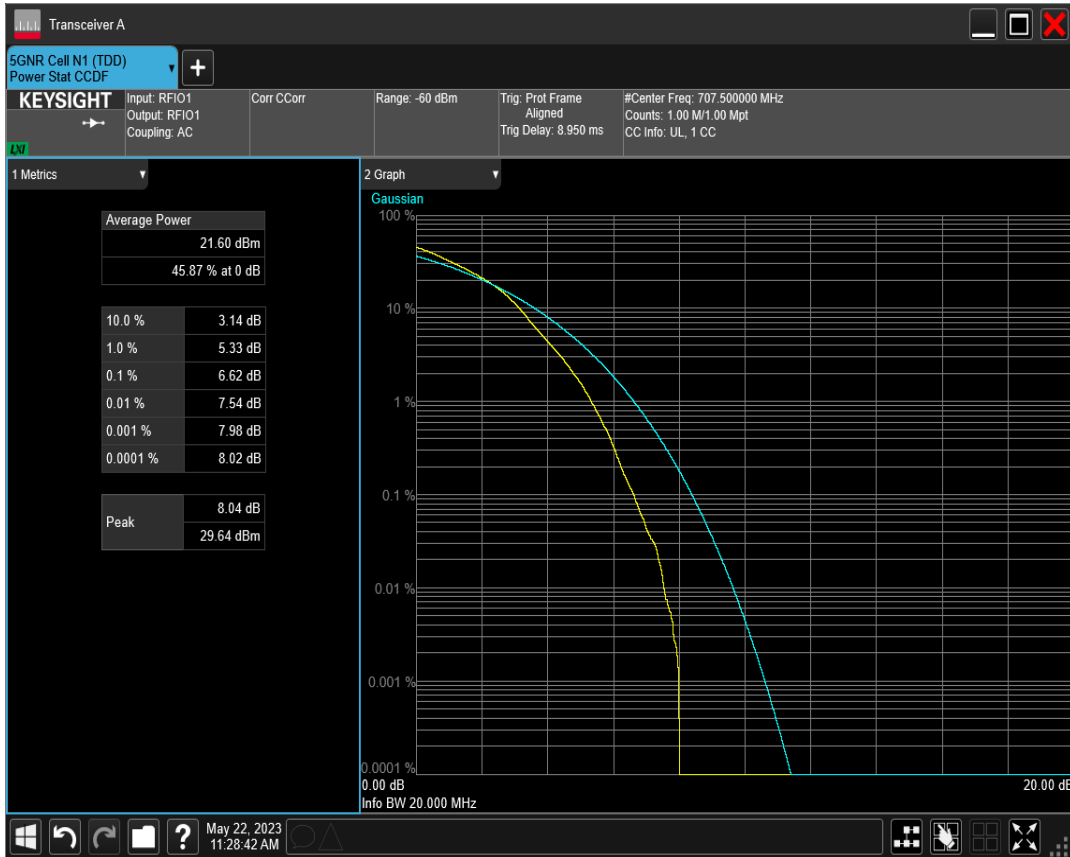 Transceiver A
5GNR Cell N1 (TDD)
Power Stat CCDF
+
KEYSIGHT
LXI
Input: RFIO1
Output: RFIO1
Coupling: AC
Corr CCorr
Range: -60 dBm
Trig: Prot Frame
Aligned
Trig Delay: 8.950 ms
#Center Freq: 707.500000 MHz
Counts: 1.00 M/1.00 Mpt
CC Info: UL, 1 CC
1 Metrics
Average Power
21.60 dBm
45.87 % at 0 dB
10.0 % 3.14 dB
1.0 % 5.33 dB
0.1 % 6.62 dB
0.01 % 7.54 dB
0.001 % 7.98 dB
0.0001 % 8.02 dB
Peak
8.04 dB
29.64 dBm
2 Graph
Gaussian
100 %
10 %
1 %
0.1 %
0.01 %
0.001 %
0.0001 %
0.00 dB 20.00 dB
Info BW 20.000 MHz
?
May 22, 2023
11:28:42 AM